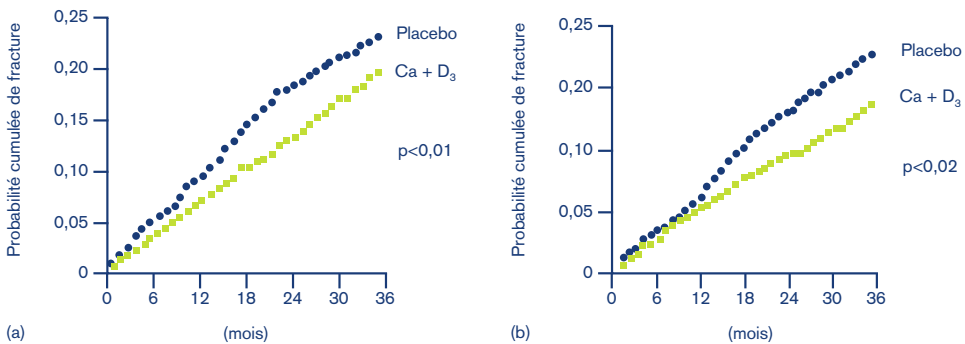 Probabilité cumulée de fracture
0,25
0,20
0,15
0,10
0,05
0
0 6 12 18 24 30 36
(mois)
Placebo
Ca + D₃
p<0,01
(a)
Probabilité cumulée de fracture
0,25
0,20
0,10
0,05
0
0 6 12 18 24 30 36
(mois)
Placebo
Ca + D₃
p<0,02
(b)